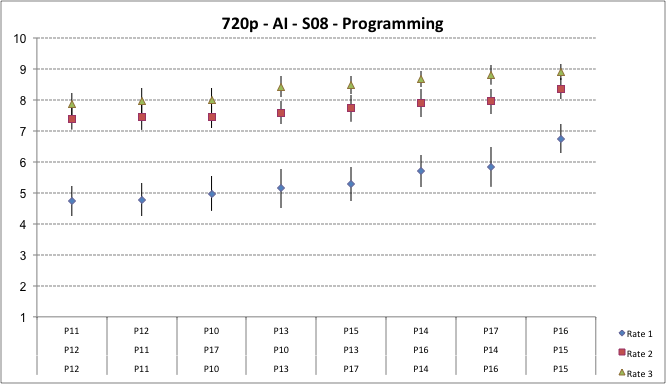 720p - AI - S08 - Programming
10
9
8
7
6
5
4
3
2
1
P11 P12 P10 P13 P15 P14 P17 P16
P12 P11 P17 P10 P13 P16 P14 P15
P12 P11 P10 P13 P17 P14 P16 P15
Rate 1
Rate 2
Rate 3